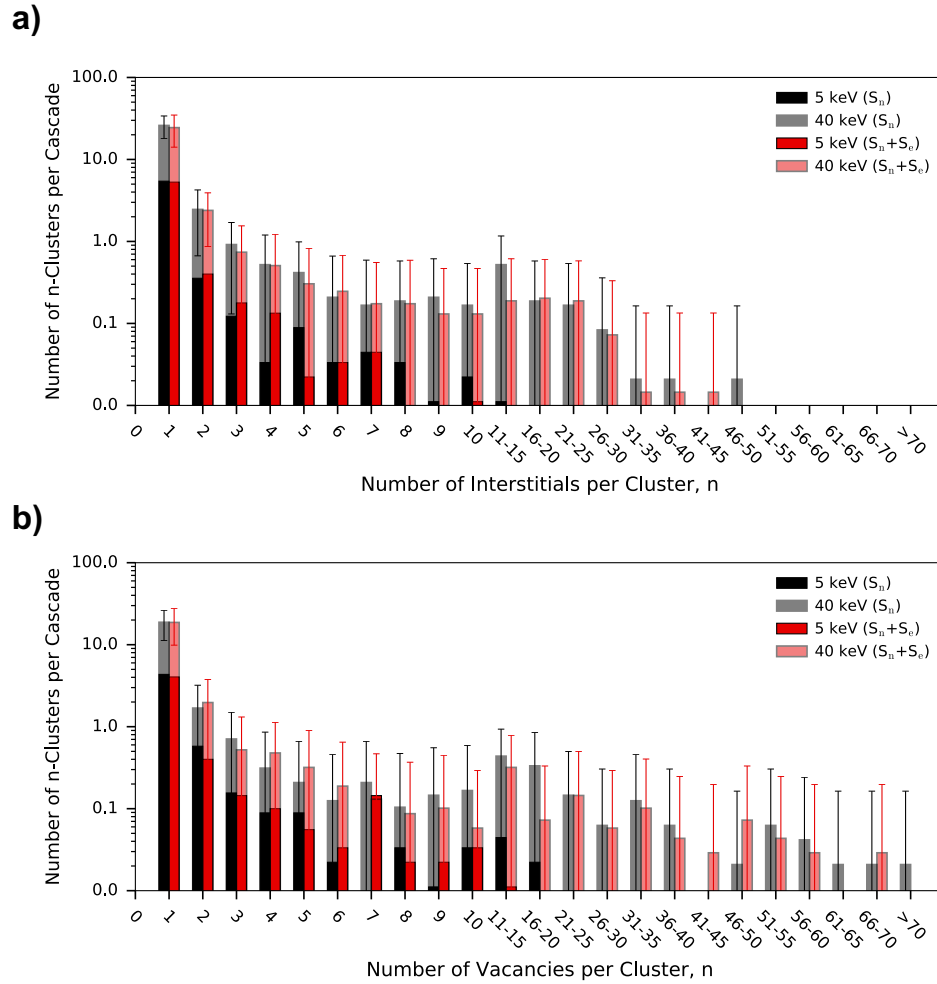 a)
Number of n-Clusters per Cascade
100.0
10.0
1.0
0.1
0.0
5 keV (Sₙ)
40 keV (Sₙ)
5 keV (Sₙ+Sₑ)
40 keV (Sₙ+Sₑ)
0 1 2 3 4 5 6 7 8 9 10 11-15 16-20 21-25 26-30 31-35 36-40 41-45 46-50 51-55 56-60 61-65 66-70 >70
Number of Interstitials per Cluster, n
b)
Number of n-Clusters per Cascade
100.0
10.0
1.0
0.1
0.0
5 keV (Sₙ)
40 keV (Sₙ)
5 keV (Sₙ+Sₑ)
40 keV (Sₙ+Sₑ)
0 1 2 3 4 5 6 7 8 9 10 11-15 16-20 21-25 26-30 31-35 36-40 41-45 46-50 51-55 56-60 61-65 66-70 >70
Number of Vacancies per Cluster, n